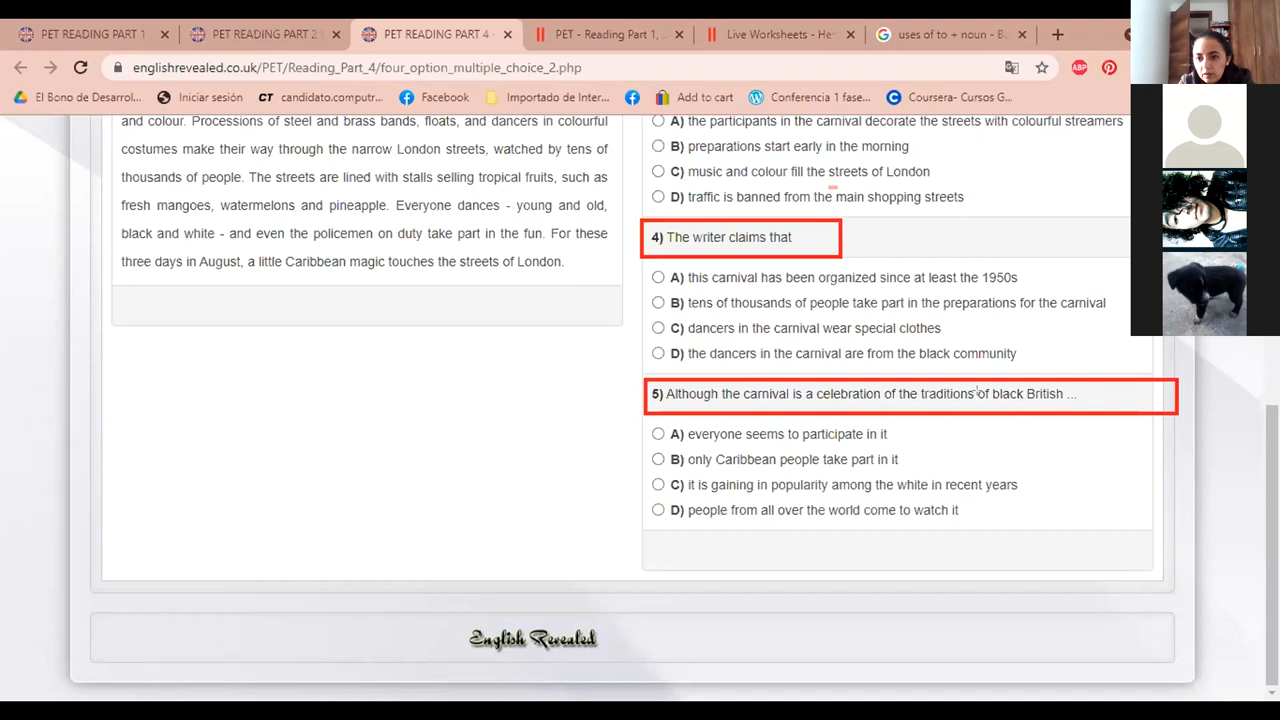 PET READING PART 1
PET READING PART 2
PET READING PART 4
PET - Reading Part 1,
Live Worksheets - He
uses of to + noun - B
englishrevealed.co.uk/PET/Reading_Part_4/four_option_multiple_choice_2.php
ABP
El Bono de Desarrol...
Iniciar sesión
CT candidato.computr...
Facebook
Importado de Inter...
Add to cart
Conferencia 1 fase...
Coursera- Cursos G...
and colour. Processions of steel and brass bands, floats, and dancers in colourful
costumes make their way through the narrow London streets, watched by tens of
thousands of people. The streets are lined with stalls selling tropical fruits, such as
fresh mangoes, watermelons and pineapple. Everyone dances - young and old,
black and white - and even the policemen on duty take part in the fun. For these
three days in August, a little Caribbean magic touches the streets of London.
A) the participants in the carnival decorate the streets with colourful streamers
B) preparations start early in the morning
C) music and colour fill the streets of London
D) traffic is banned from the main shopping streets
4) The writer claims that
A) this carnival has been organized since at least the 1950s
B) tens of thousands of people take part in the preparations for the carnival
C) dancers in the carnival wear special clothes
D) the dancers in the carnival are from the black community
5) Although the carnival is a celebration of the traditions of black British ...
A) everyone seems to participate in it
B) only Caribbean people take part in it
C) it is gaining in popularity among the white in recent years
D) people from all over the world come to watch it
English Revealed